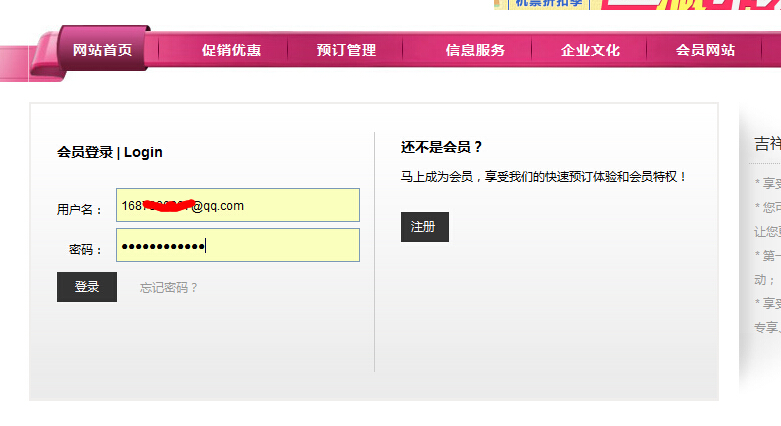 机票折扣季
网站首页 促销优惠 预订管理 信息服务 企业文化 会员网站
会员登录 | Login
用户名： 168 @qq.com
密码： ●●●●●●●●●●●●
登录 忘记密码？
还不是会员？
马上成为会员，享受我们的快速预订体验和会员特权！
注册
吉祥
* 享受
* 您可
让您更
* 第一
动；
* 享受
专享、